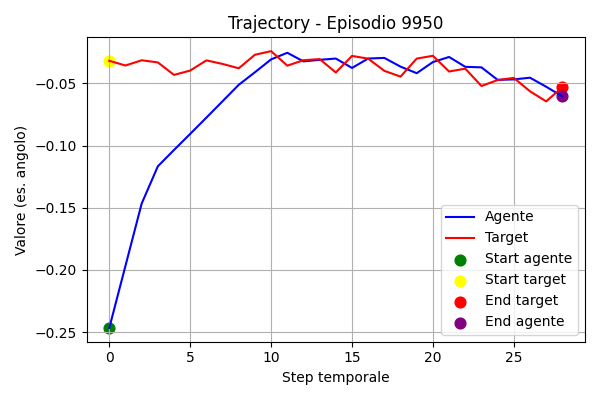 Trajectory - Episodio 9950
Valore (es. angolo)
−0.05
−0.10
−0.15
−0.20
−0.25
0
5
10
15
20
25
Step temporale
Agente
Target
Start agente
Start target
End target
End agente